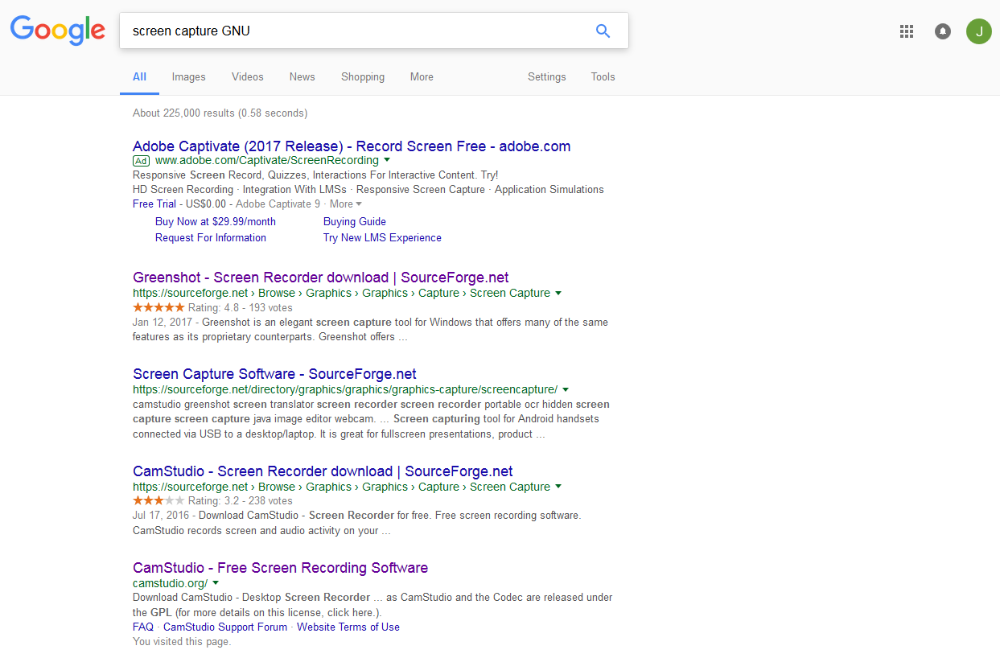 Google
screen capture GNU
J
All Images Videos News Shopping More Settings Tools
About 225,000 results (0.58 seconds)
Adobe Captivate (2017 Release) - Record Screen Free - adobe.com
Ad www.adobe.com/Captivate/ScreenRecording
Responsive Screen Record, Quizzes, Interactions For Interactive Content. Try!
HD Screen Recording · Integration With LMSs · Responsive Screen Capture · Application Simulations
Free Trial - US$0.00 - Adobe Captivate 9 · More
Buy Now at $29.99/month Buying Guide
Request For Information Try New LMS Experience
Greenshot - Screen Recorder download | SourceForge.net
https://sourceforge.net › Browse › Graphics › Graphics › Capture › Screen Capture
Rating: 4.8 - 193 votes
Jan 12, 2017 - Greenshot is an elegant screen capture tool for Windows that offers many of the same
features as its proprietary counterparts. Greenshot offers ...
Screen Capture Software - SourceForge.net
https://sourceforge.net/directory/graphics/graphics/graphics-capture/screencapture/
camstudio greenshot screen translator screen recorder screen recorder portable ocr hidden screen
capture screen capture java image editor webcam. ... Screen capturing tool for Android handsets
connected via USB to a desktop/laptop. It is great for fullscreen presentations, product ...
CamStudio - Screen Recorder download | SourceForge.net
https://sourceforge.net › Browse › Graphics › Graphics › Capture › Screen Capture
Rating: 3.2 - 238 votes
Jul 17, 2016 - Download CamStudio - Screen Recorder for free. Free screen recording software.
CamStudio records screen and audio activity on your ...
CamStudio - Free Screen Recording Software
camstudio.org/
Download CamStudio - Desktop Screen Recorder ... as CamStudio and the Codec are released under
the GPL (for more details on this license, click here.).
FAQ · CamStudio Support Forum · Website Terms of Use
You visited this page.